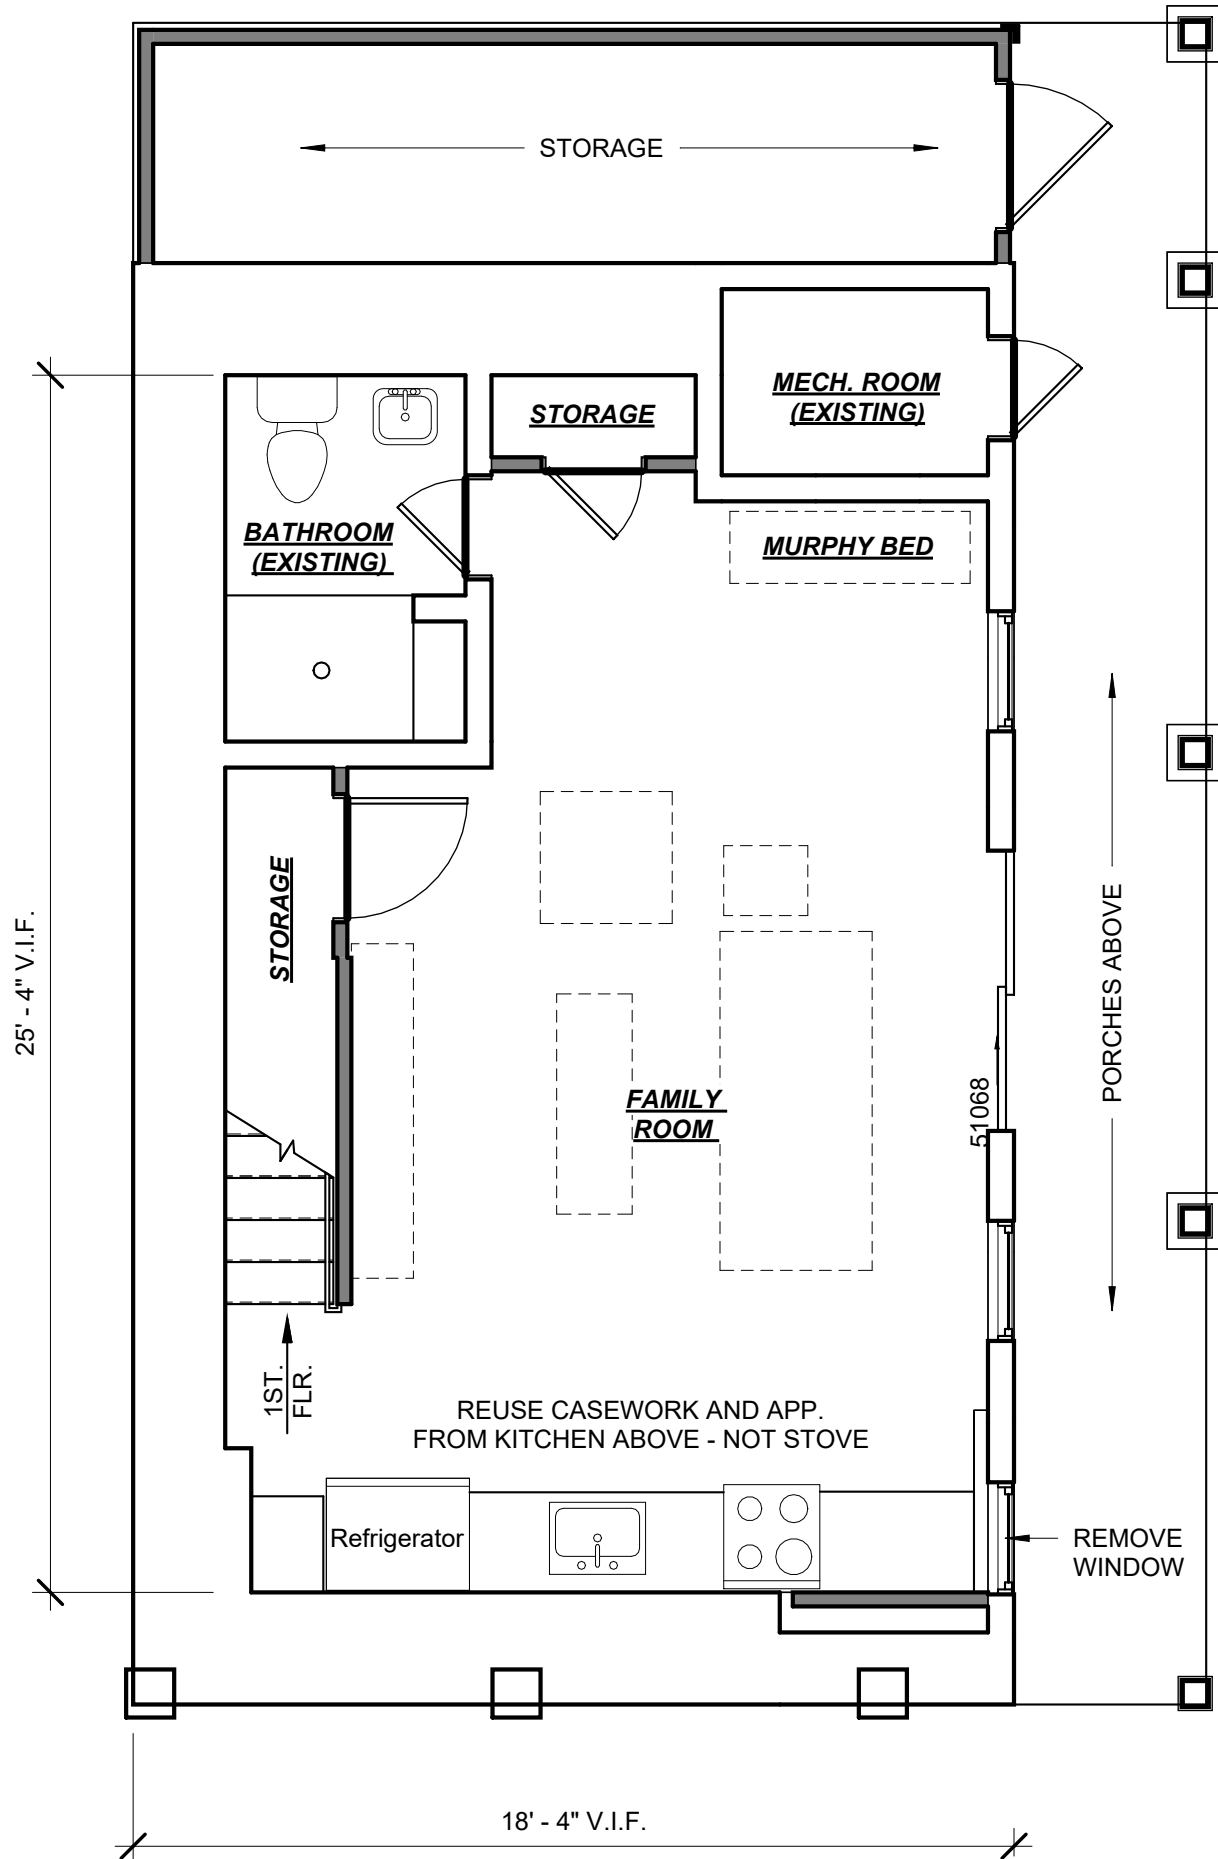 STORAGE
MECH. ROOM
(EXISTING)
STORAGE
BATHROOM
(EXISTING)
MURPHY BED
STORAGE
25' - 4" V.I.F.
PORCHES ABOVE
51068
FAMILY
ROOM
1ST.
FLR.
REUSE CASEWORK AND APP.
FROM KITCHEN ABOVE - NOT STOVE
Refrigerator
REMOVE
WINDOW
18' - 4" V.I.F.